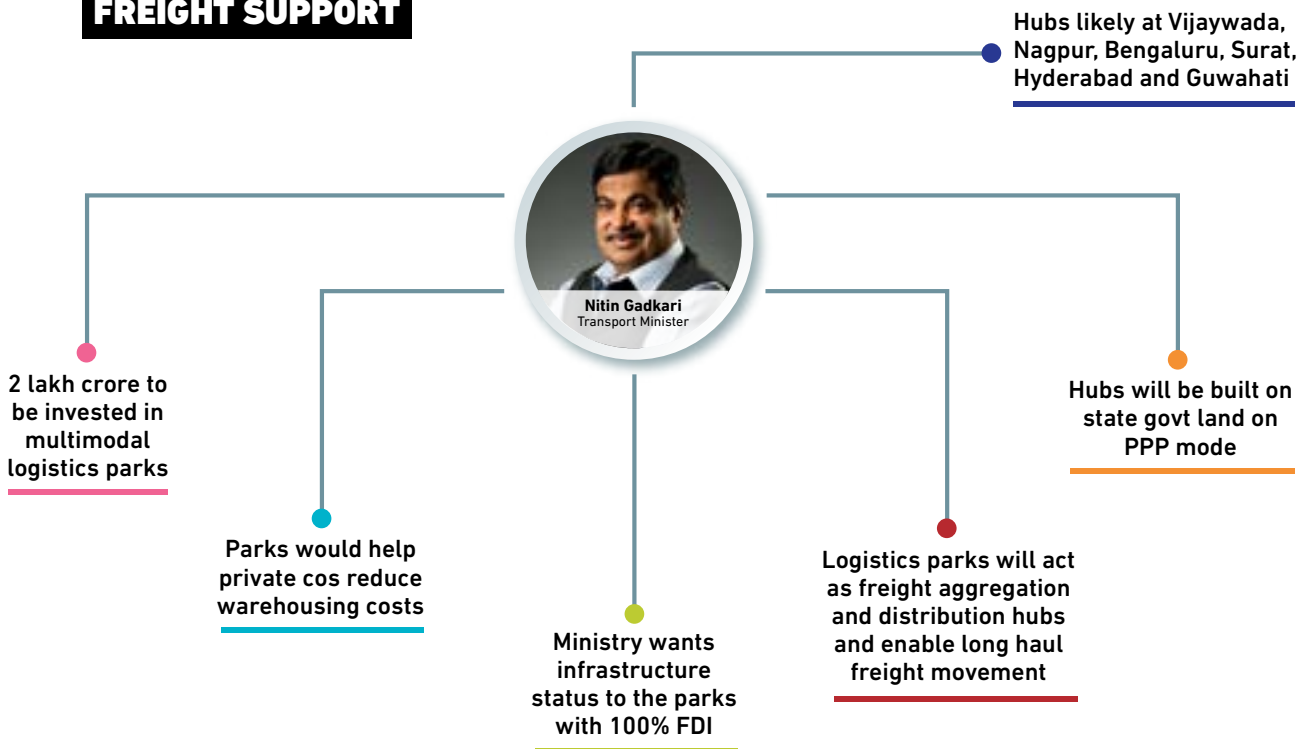 FREIGHT SUPPORT
Hubs likely at Vijaywada,
Nagpur, Bengaluru, Surat,
Hyderabad and Guwahati
Nitin Gadkari
Transport Minister
2 lakh crore to
be invested in
multimodal
logistics parks
Parks would help
private cos reduce
warehousing costs
Ministry wants
infrastructure
status to the parks
with 100% FDI
Logistics parks will act
as freight aggregation
and distribution hubs
and enable long haul
freight movement
Hubs will be built on
state govt land on
PPP mode